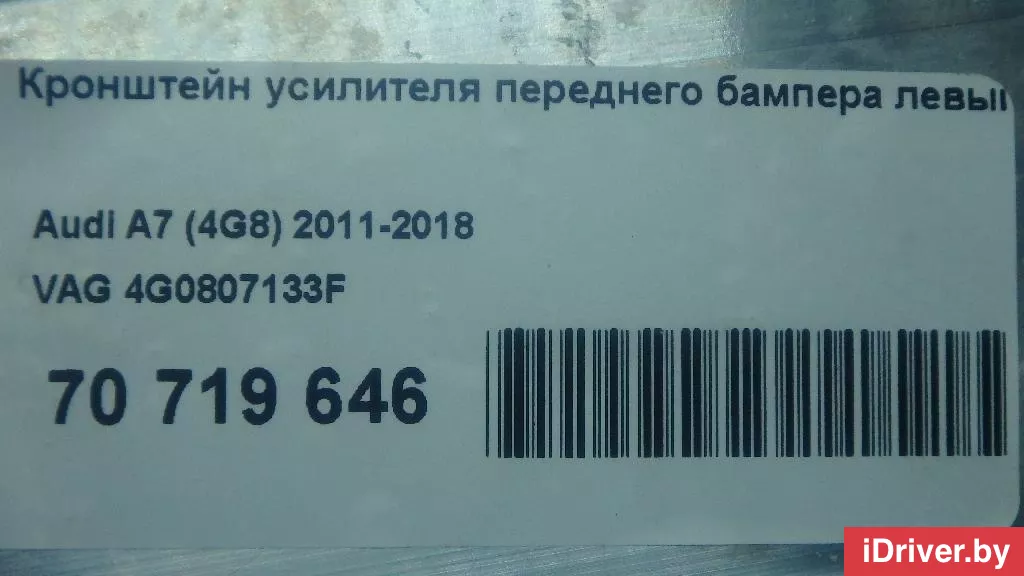 Кронштейн усилителя переднего бампера левый
Audi A7 (4G8) 2011-2018
VAG 4G0807133F
70 719 646
iDriver.by